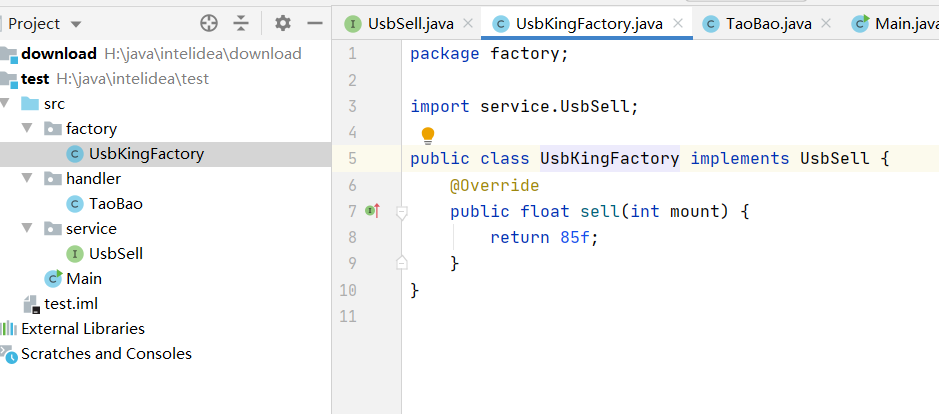 Project
download H:\java\intelidea\download
test H:\java\intelidea\test
src
factory
UsbKingFactory
handler
TaoBao
service
UsbSell
Main
test.iml
External Libraries
Scratches and Consoles
UsbSell.java UsbKingFactory.java TaoBao.java Main.java
1 package factory;
2
3 import service.UsbSell;
4
5 public class UsbKingFactory implements UsbSell {
6 @Override
7 public float sell(int mount) {
8 return 85f;
9 }
10 }
11